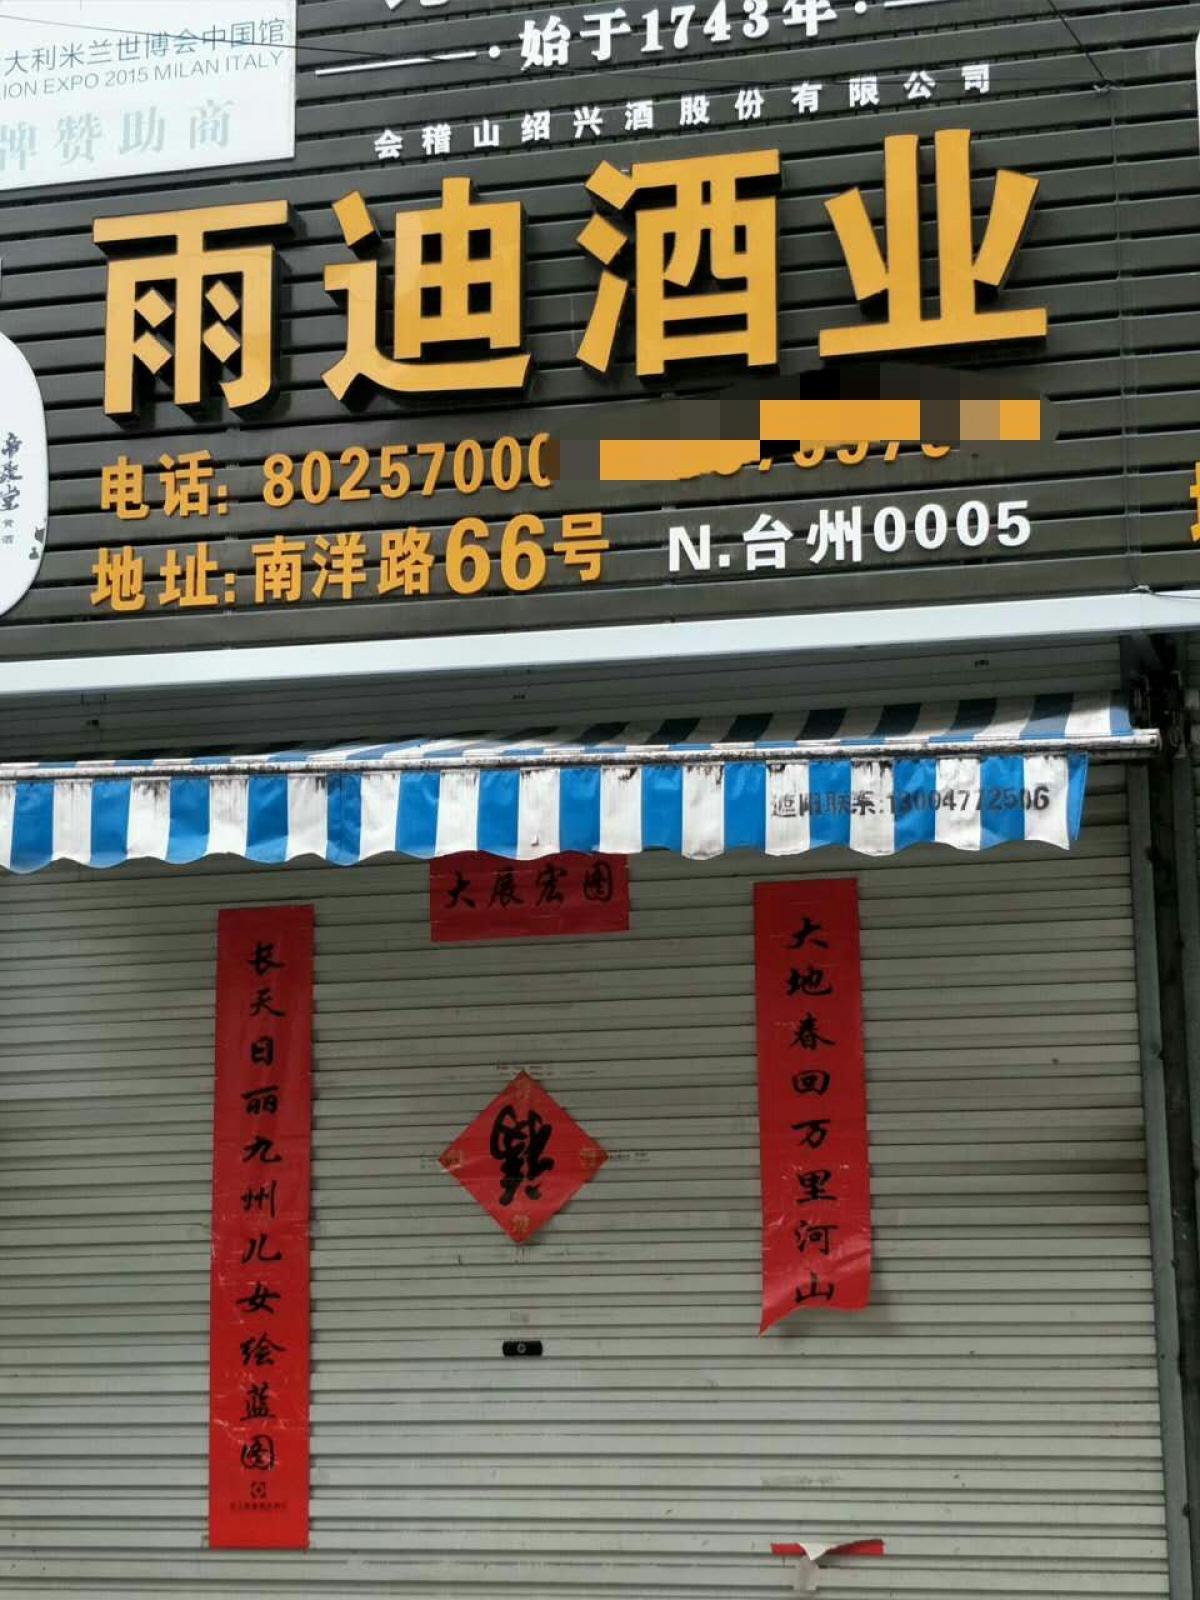 大利米兰世博会中国馆
ION EXPO 2015 MILAN ITALY
牌赞助商
·始于1743年·
会稽山绍兴酒股份有限公司
雨迪酒业
电话: 8025700
地址:南洋路66号 N.台州0005
遮阳联系:13004772506
大展宏图
大地春回万里河山
长天日丽九州儿女绘蓝图
福